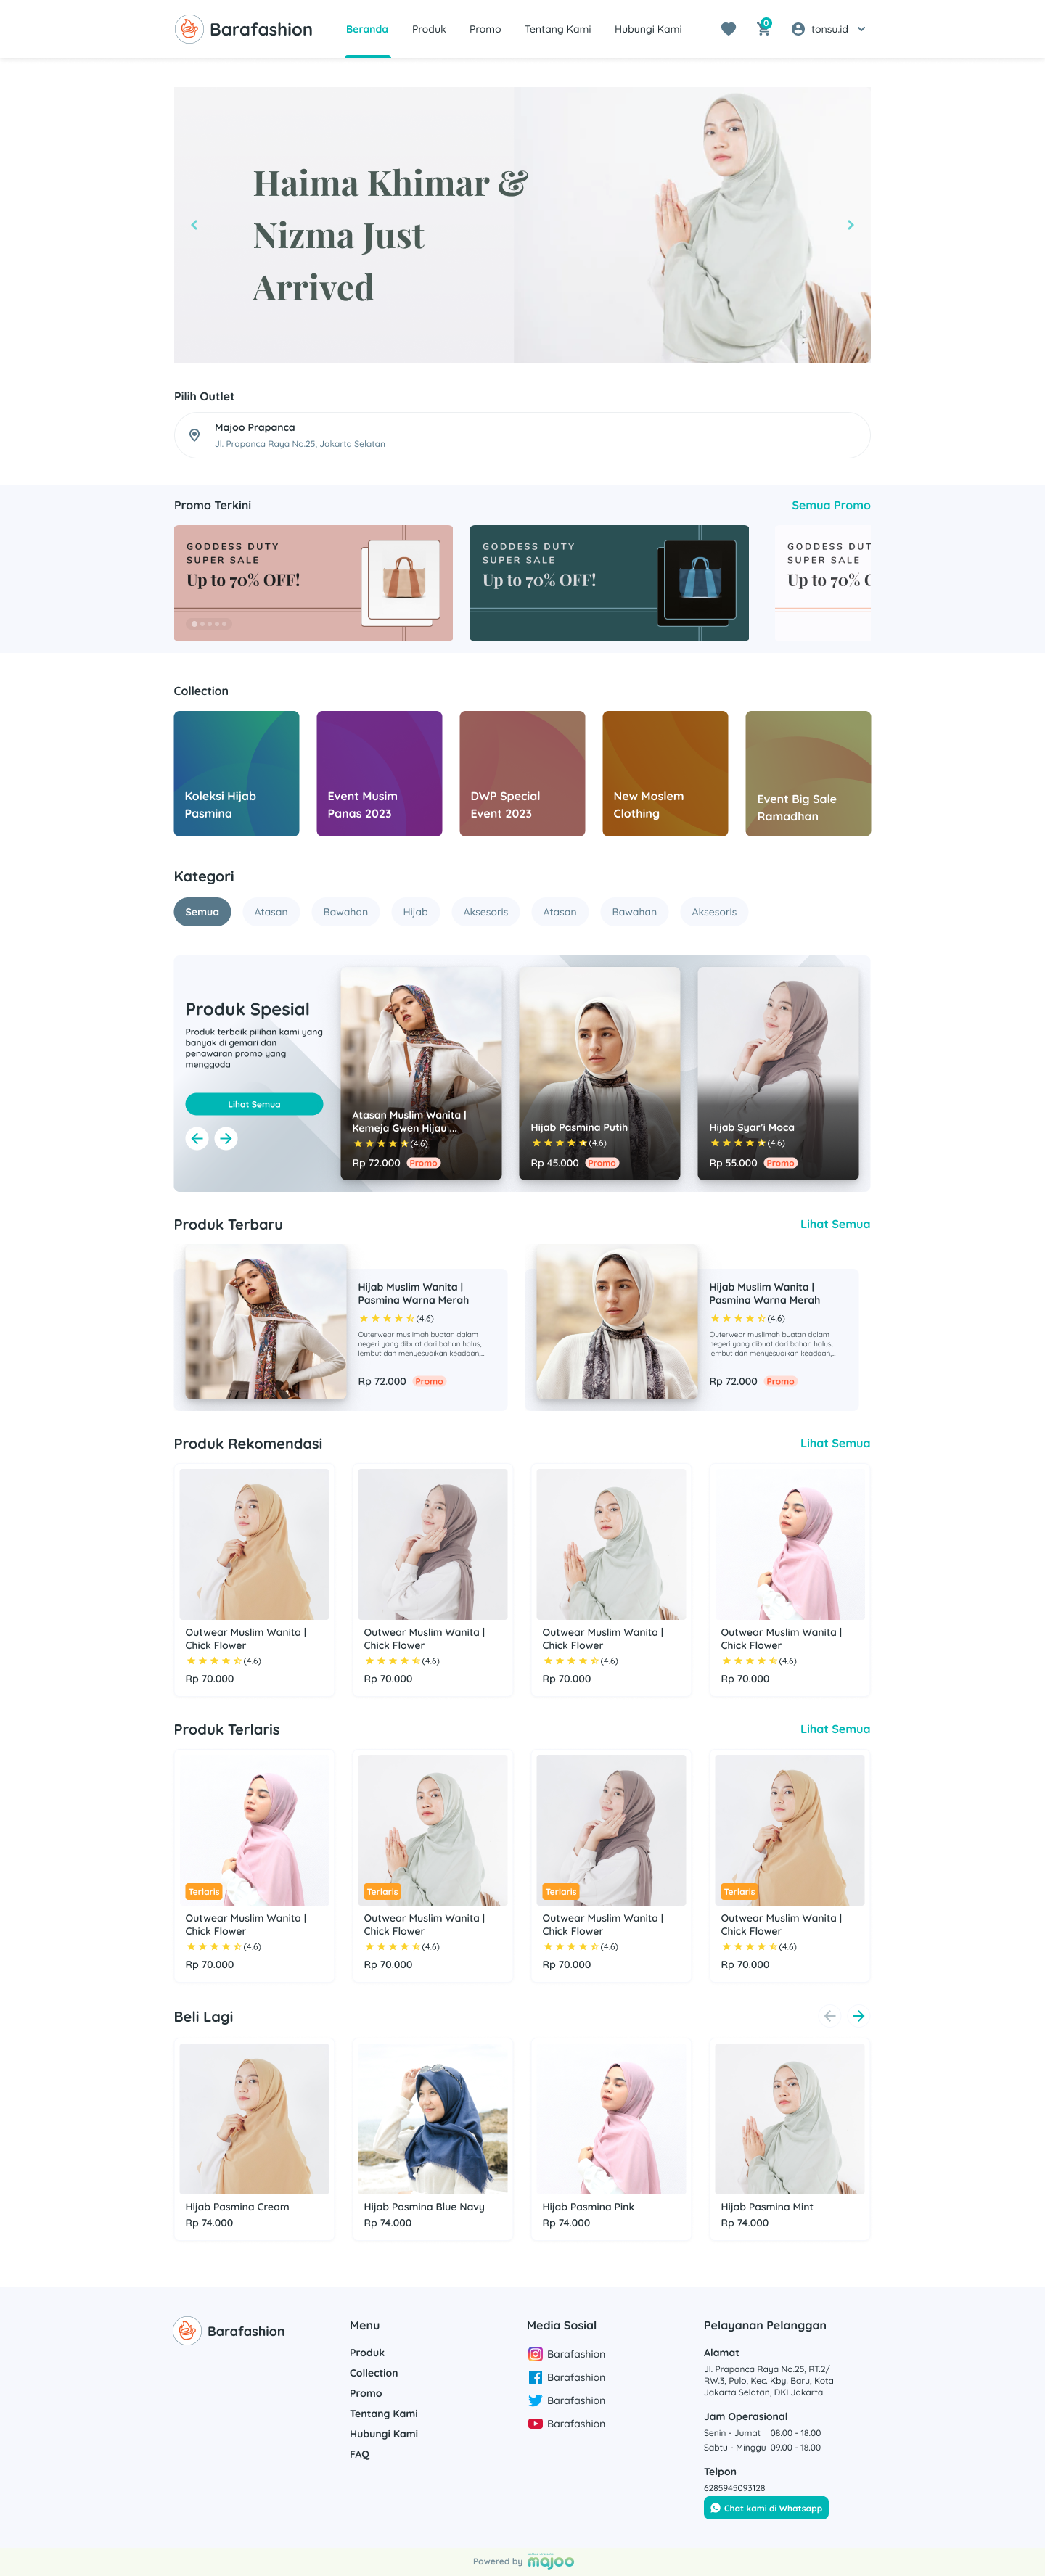 Barafashion
Beranda
Produk
Promo
Tentang Kami
Hubungi Kami
0
tonsu.id
Haima Khimar &
Nizma Just
Arrived
Pilih Outlet
Majoo Prapanca
Jl. Prapanca Raya No.25, Jakarta Selatan
Promo Terkini
Semua Promo
GODDESS DUTY
SUPER SALE
Up to 70% OFF!
GODDESS DUTY
SUPER SALE
Up to 70% OFF!
GODDESS DUT
SUPER SALE
Up to 70% O
Collection
Koleksi Hijab
Pasmina
Event Musim
Panas 2023
DWP Special
Event 2023
New Moslem
Clothing
Event Big Sale
Ramadhan
Kategori
Semua
Atasan
Bawahan
Hijab
Aksesoris
Atasan
Bawahan
Aksesoris
Produk Spesial
Produk terbaik pilihan kami yang
banyak di gemari dan
penawaran promo yang
menggoda
Lihat Semua
Atasan Muslim Wanita |
Kemeja Gwen Hijau ...
(4.6)
Rp 72.000 Promo
Hijab Pasmina Putih
(4.6)
Rp 45.000 Promo
Hijab Syar'i Moca
(4.6)
Rp 55.000 Promo
Produk Terbaru
Lihat Semua
Hijab Muslim Wanita |
Pasmina Warna Merah
(4.6)
Outerwear muslimah buatan dalam
negeri yang dibuat dari bahan halus,
lembut dan menyesuaikan keadaan,...
Rp 72.000 Promo
Hijab Muslim Wanita |
Pasmina Warna Merah
(4.6)
Outerwear muslimah buatan dalam
negeri yang dibuat dari bahan halus,
lembut dan menyesuaikan keadaan,...
Rp 72.000 Promo
Produk Rekomendasi
Lihat Semua
Outwear Muslim Wanita |
Chick Flower
(4.6)
Rp 70.000
Outwear Muslim Wanita |
Chick Flower
(4.6)
Rp 70.000
Outwear Muslim Wanita |
Chick Flower
(4.6)
Rp 70.000
Outwear Muslim Wanita |
Chick Flower
(4.6)
Rp 70.000
Produk Terlaris
Lihat Semua
Terlaris
Outwear Muslim Wanita |
Chick Flower
(4.6)
Rp 70.000
Terlaris
Outwear Muslim Wanita |
Chick Flower
(4.6)
Rp 70.000
Terlaris
Outwear Muslim Wanita |
Chick Flower
(4.6)
Rp 70.000
Terlaris
Outwear Muslim Wanita |
Chick Flower
(4.6)
Rp 70.000
Beli Lagi
Hijab Pasmina Cream
Rp 74.000
Hijab Pasmina Blue Navy
Rp 74.000
Hijab Pasmina Pink
Rp 74.000
Hijab Pasmina Mint
Rp 74.000
Barafashion
Menu
Produk
Collection
Promo
Tentang Kami
Hubungi Kami
FAQ
Media Sosial
Barafashion
Barafashion
Barafashion
Barafashion
Pelayanan Pelanggan
Alamat
Jl. Prapanca Raya No.25, RT.2/
RW.3, Pulo, Kec. Kby. Baru, Kota
Jakarta Selatan, DKI Jakarta
Jam Operasional
Senin - Jumat 08.00 - 18.00
Sabtu - Minggu 09.00 - 18.00
Telpon
6285945093128
Chat kami di Whatsapp
Powered by majoo